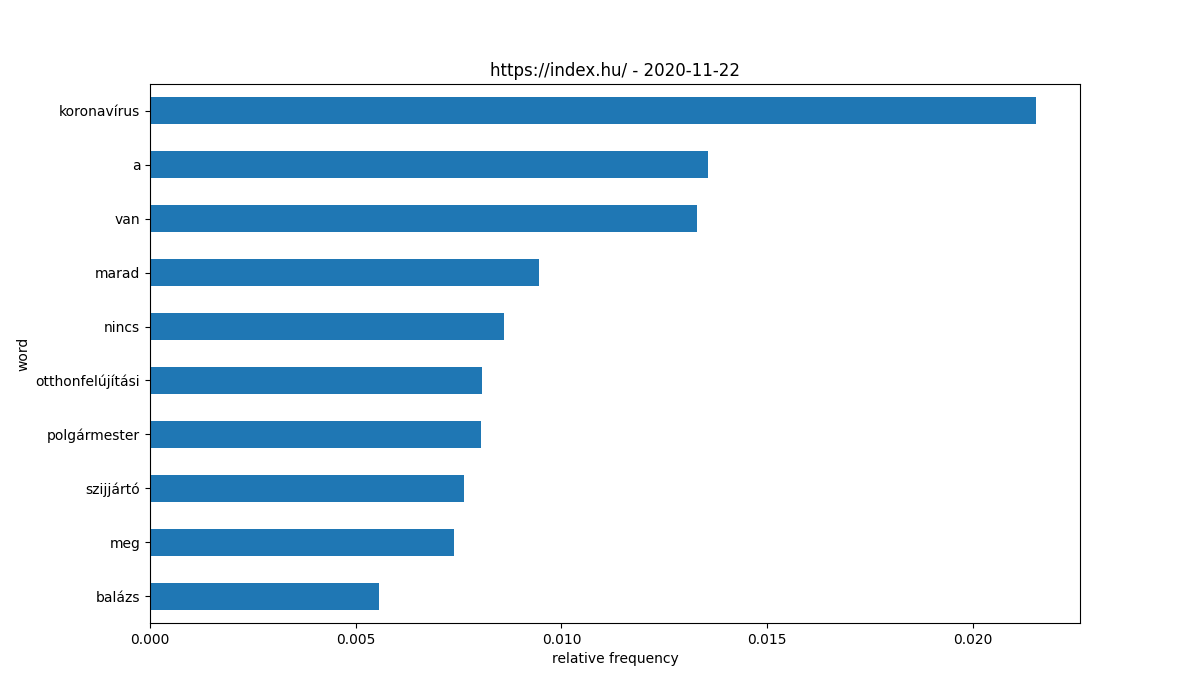 https://index.hu/ - 2020-11-22
koronavírus
a
van
marad
nincs
otthonfelújítási
polgármester
szijjártó
meg
balázs
word
0.000 0.005 0.010 0.015 0.020
relative frequency